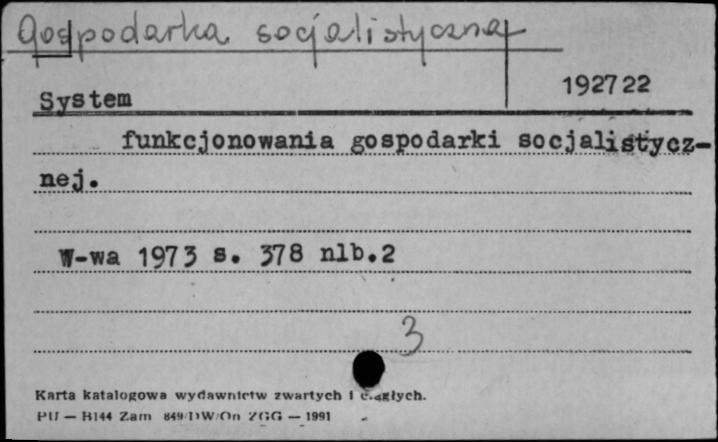 Gospodarka socjalistyczna
192722
System
funkcjonowania gospodarki socjalistycz-
nej.
W-wa 1973 s. 378 nlb.2
3
Karta katalogowa wydawnictw zwartych i ciągłych.
PU — B144 Zam 849/DW/On ZGG — 1991